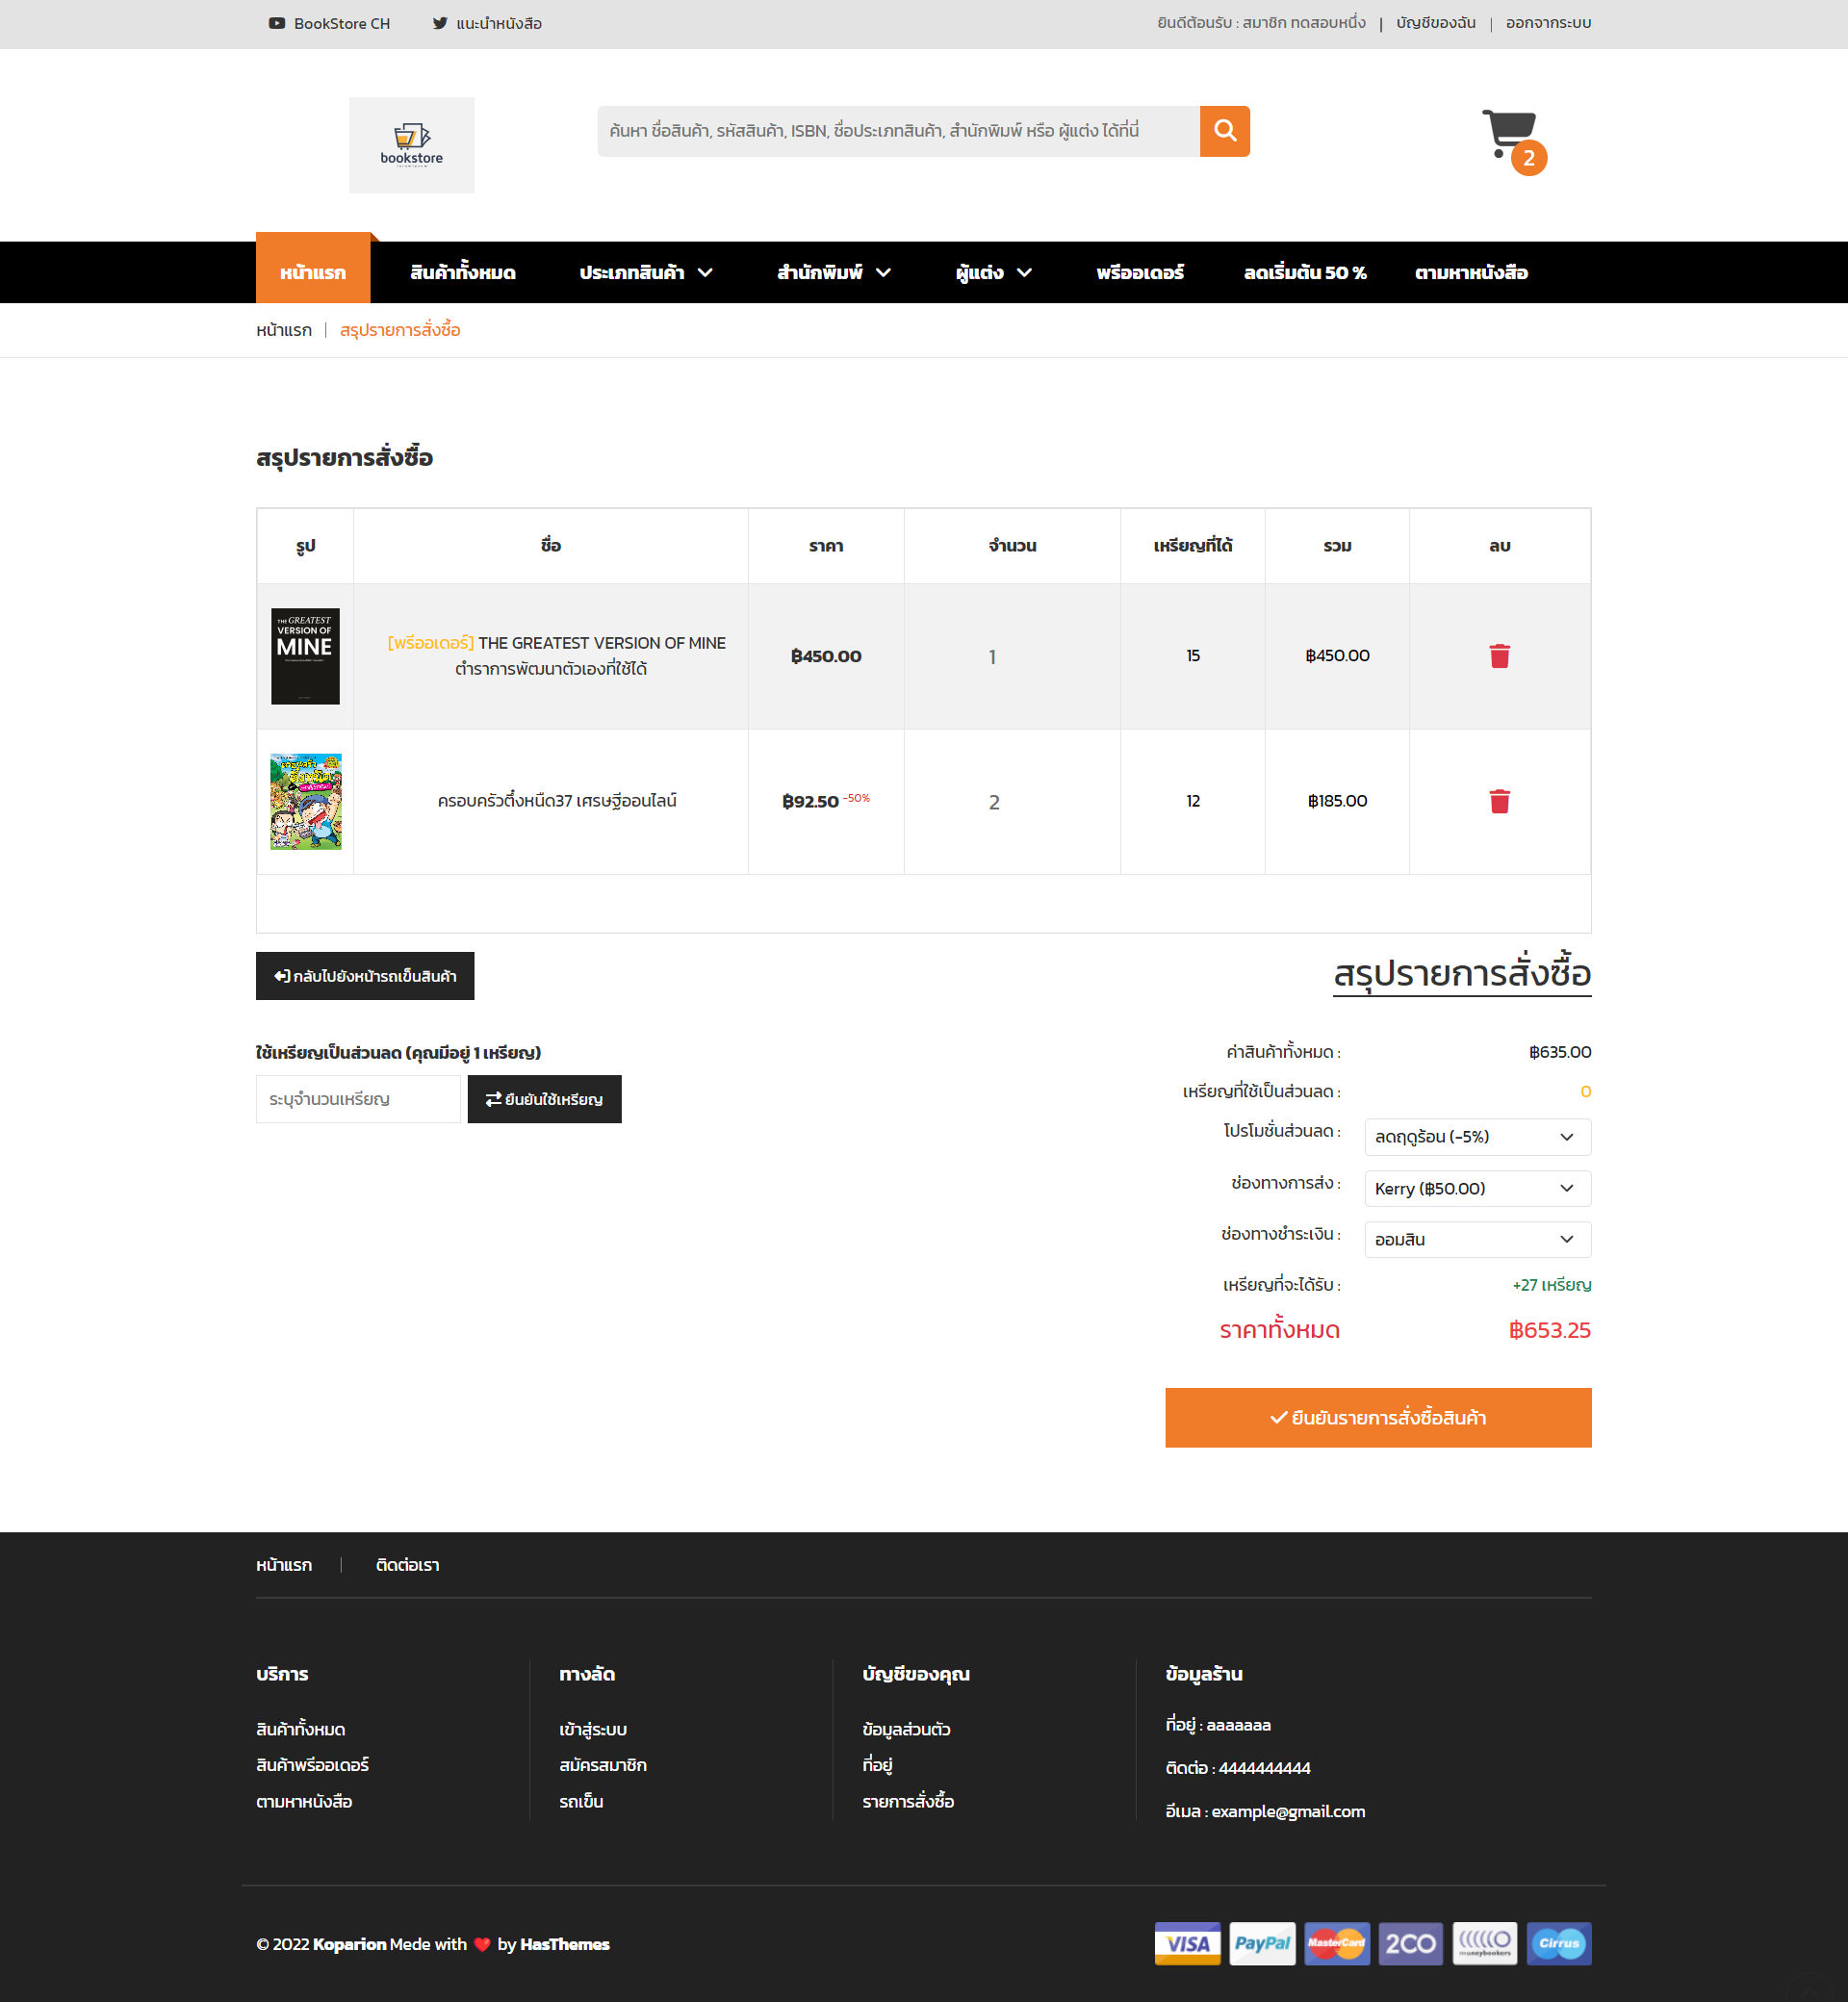 BookStore CH แนะนำหนังสือ ยินดีต้อนรับ : สมาชิก ทดสอบหนึ่ง | บัญชีของฉัน | ออกจากระบบ
bookstore
ค้นหา ชื่อสินค้า, รหัสสินค้า, ISBN, ชื่อประเภทสินค้า, สำนักพิมพ์ หรือ ผู้แต่ง ได้ที่นี่
2
หน้าแรก สินค้าทั้งหมด ประเภทสินค้า สำนักพิมพ์ ผู้แต่ง พรีออเดอร์ ลดเริ่มต้น 50 % ตามหาหนังสือ
หน้าแรก | สรุปรายการสั่งซื้อ
สรุปรายการสั่งซื้อ
รูป ชื่อ ราคา จำนวน เหรียญที่ได้ รวม ลบ
THE GREATEST
VERSION OF
MINE
[พรีออเดอร์] THE GREATEST VERSION OF MINE
ตำราการพัฒนาตัวเองที่ใช้ได้
฿450.00 1 15 ฿450.00
ครอบครัวตึ๋งหนืด37 เศรษฐีออนไลน์ ฿92.50 -50% 2 12 ฿185.00
กลับไปยังหน้ารถเข็นสินค้า
สรุปรายการสั่งซื้อ
ใช้เหรียญเป็นส่วนลด (คุณมีอยู่ 1 เหรียญ)
ระบุจำนวนเหรียญ ยืนยันใช้เหรียญ
ค่าสินค้าทั้งหมด : ฿635.00
เหรียญที่ใช้เป็นส่วนลด : 0
โปรโมชั่นส่วนลด : ลดฤดูร้อน (-5%)
ช่องทางการส่ง : Kerry (฿50.00)
ช่องทางชำระเงิน : ออมสิน
เหรียญที่จะได้รับ : +27 เหรียญ
ราคาทั้งหมด ฿653.25
ยืนยันรายการสั่งซื้อสินค้า
หน้าแรก | ติดต่อเรา
บริการ
สินค้าทั้งหมด
สินค้าพรีออเดอร์
ตามหาหนังสือ
ทางลัด
เข้าสู่ระบบ
สมัครสมาชิก
รถเข็น
บัญชีของคุณ
ข้อมูลส่วนตัว
ที่อยู่
รายการสั่งซื้อ
ข้อมูลร้าน
ที่อยู่ : aaaaaaa
ติดต่อ : 4444444444
อีเมล : example@gmail.com
© 2022 Koparion Mede with ❤️ by HasThemes
VISA PayPal MasterCard 2CO moneybookers Cirrus